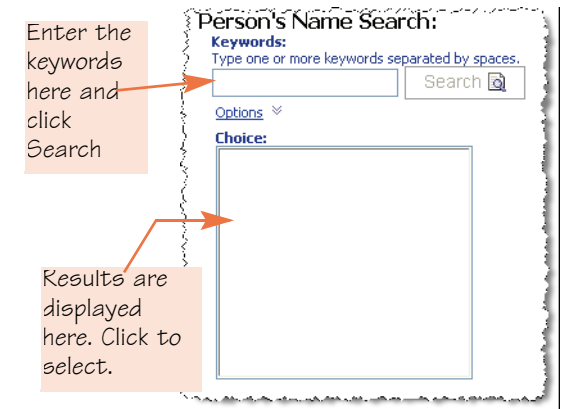 Enter the
keywords
here and
click
Search
Person's Name Search:
Keywords:
Type one or more keywords separated by spaces.
Search
Options
Choice:
Results are
displayed
here. Click to
select.